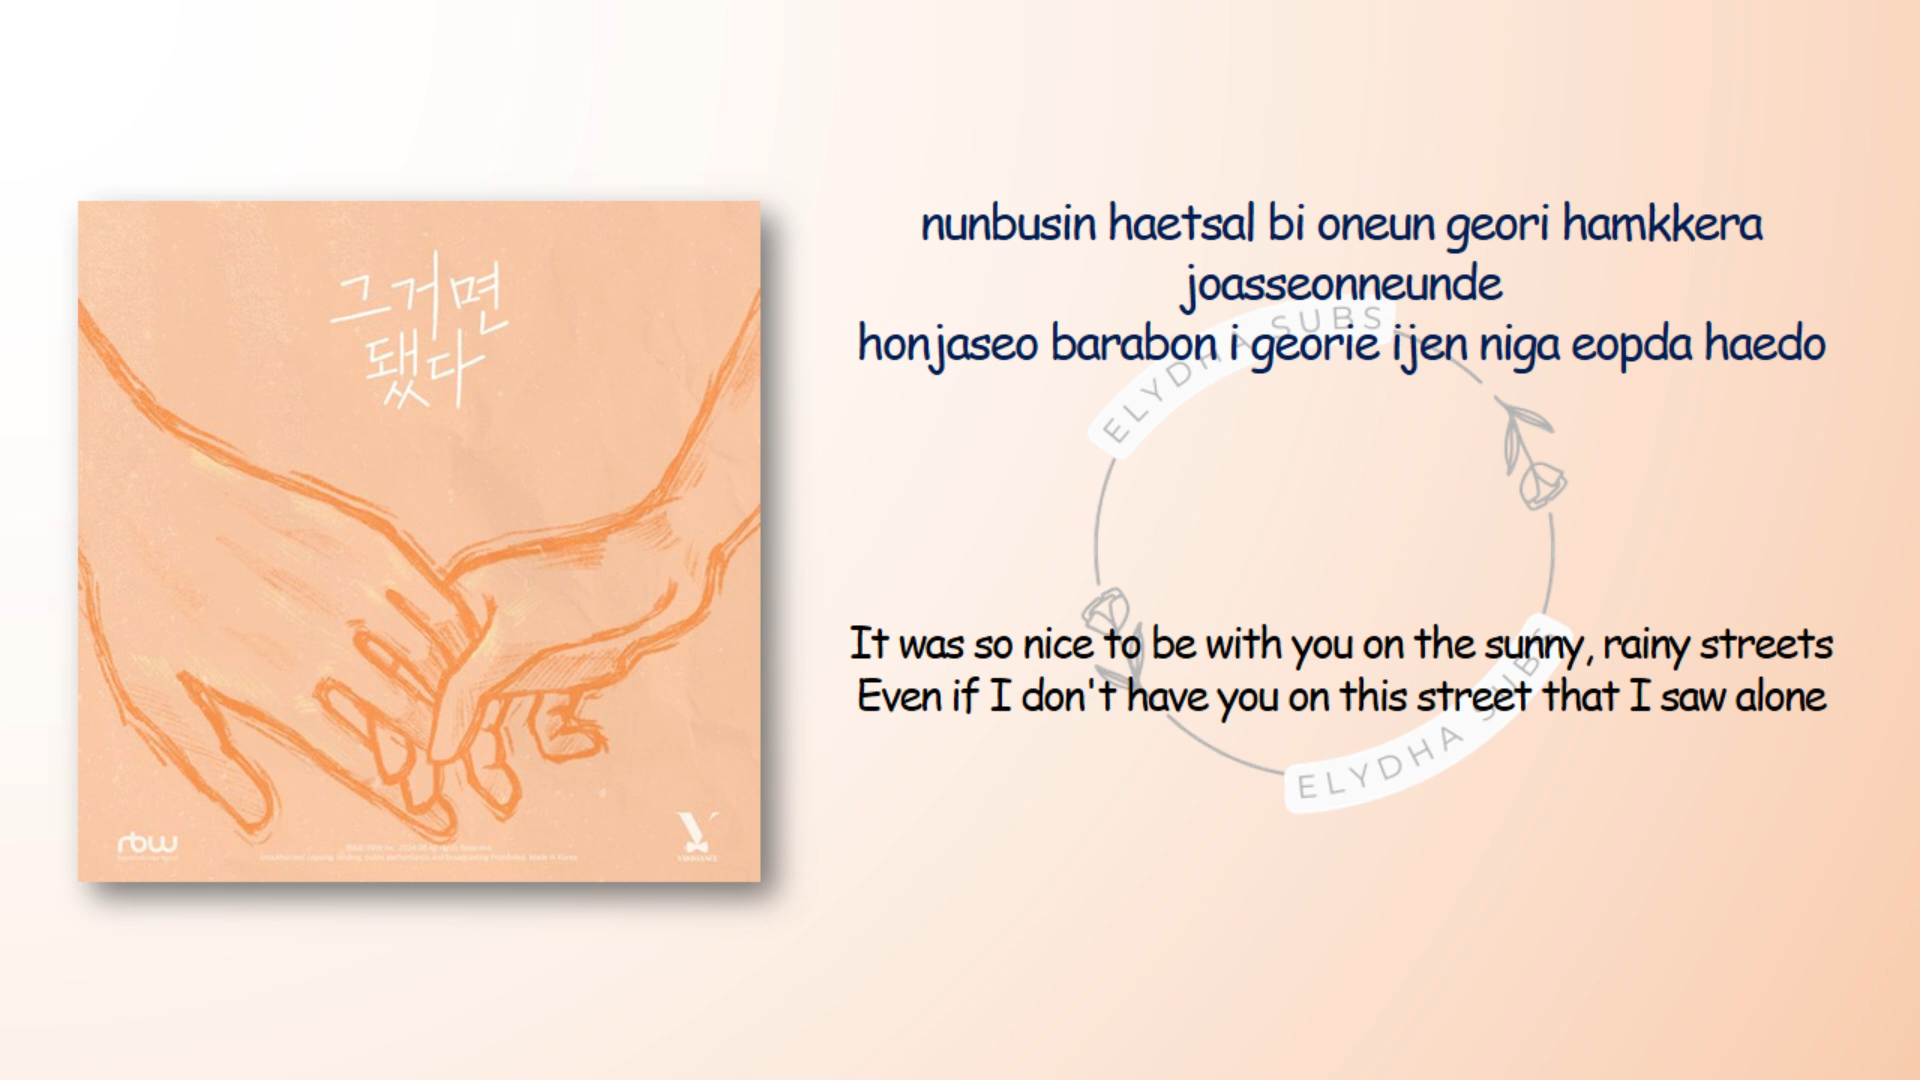 그거면
됐다
rbw
nunbusin haetsal bi oneun geori hamkkera
joasseonneunde
honjaseo barabon i georie ijen niga eopda haedo
ELYDHA SUBS
It was so nice to be with you on the sunny, rainy streets
Even if I don't have you on this street that I saw alone
ELYDHA SUBS